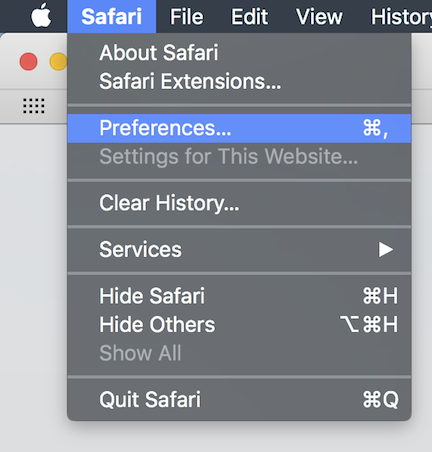 Safari File Edit View History
About Safari
Safari Extensions...
Preferences... ⌘,
Settings for This Website...
Clear History...
Services ▶
Hide Safari ⌘H
Hide Others ⌥⌘H
Show All
Quit Safari ⌘Q